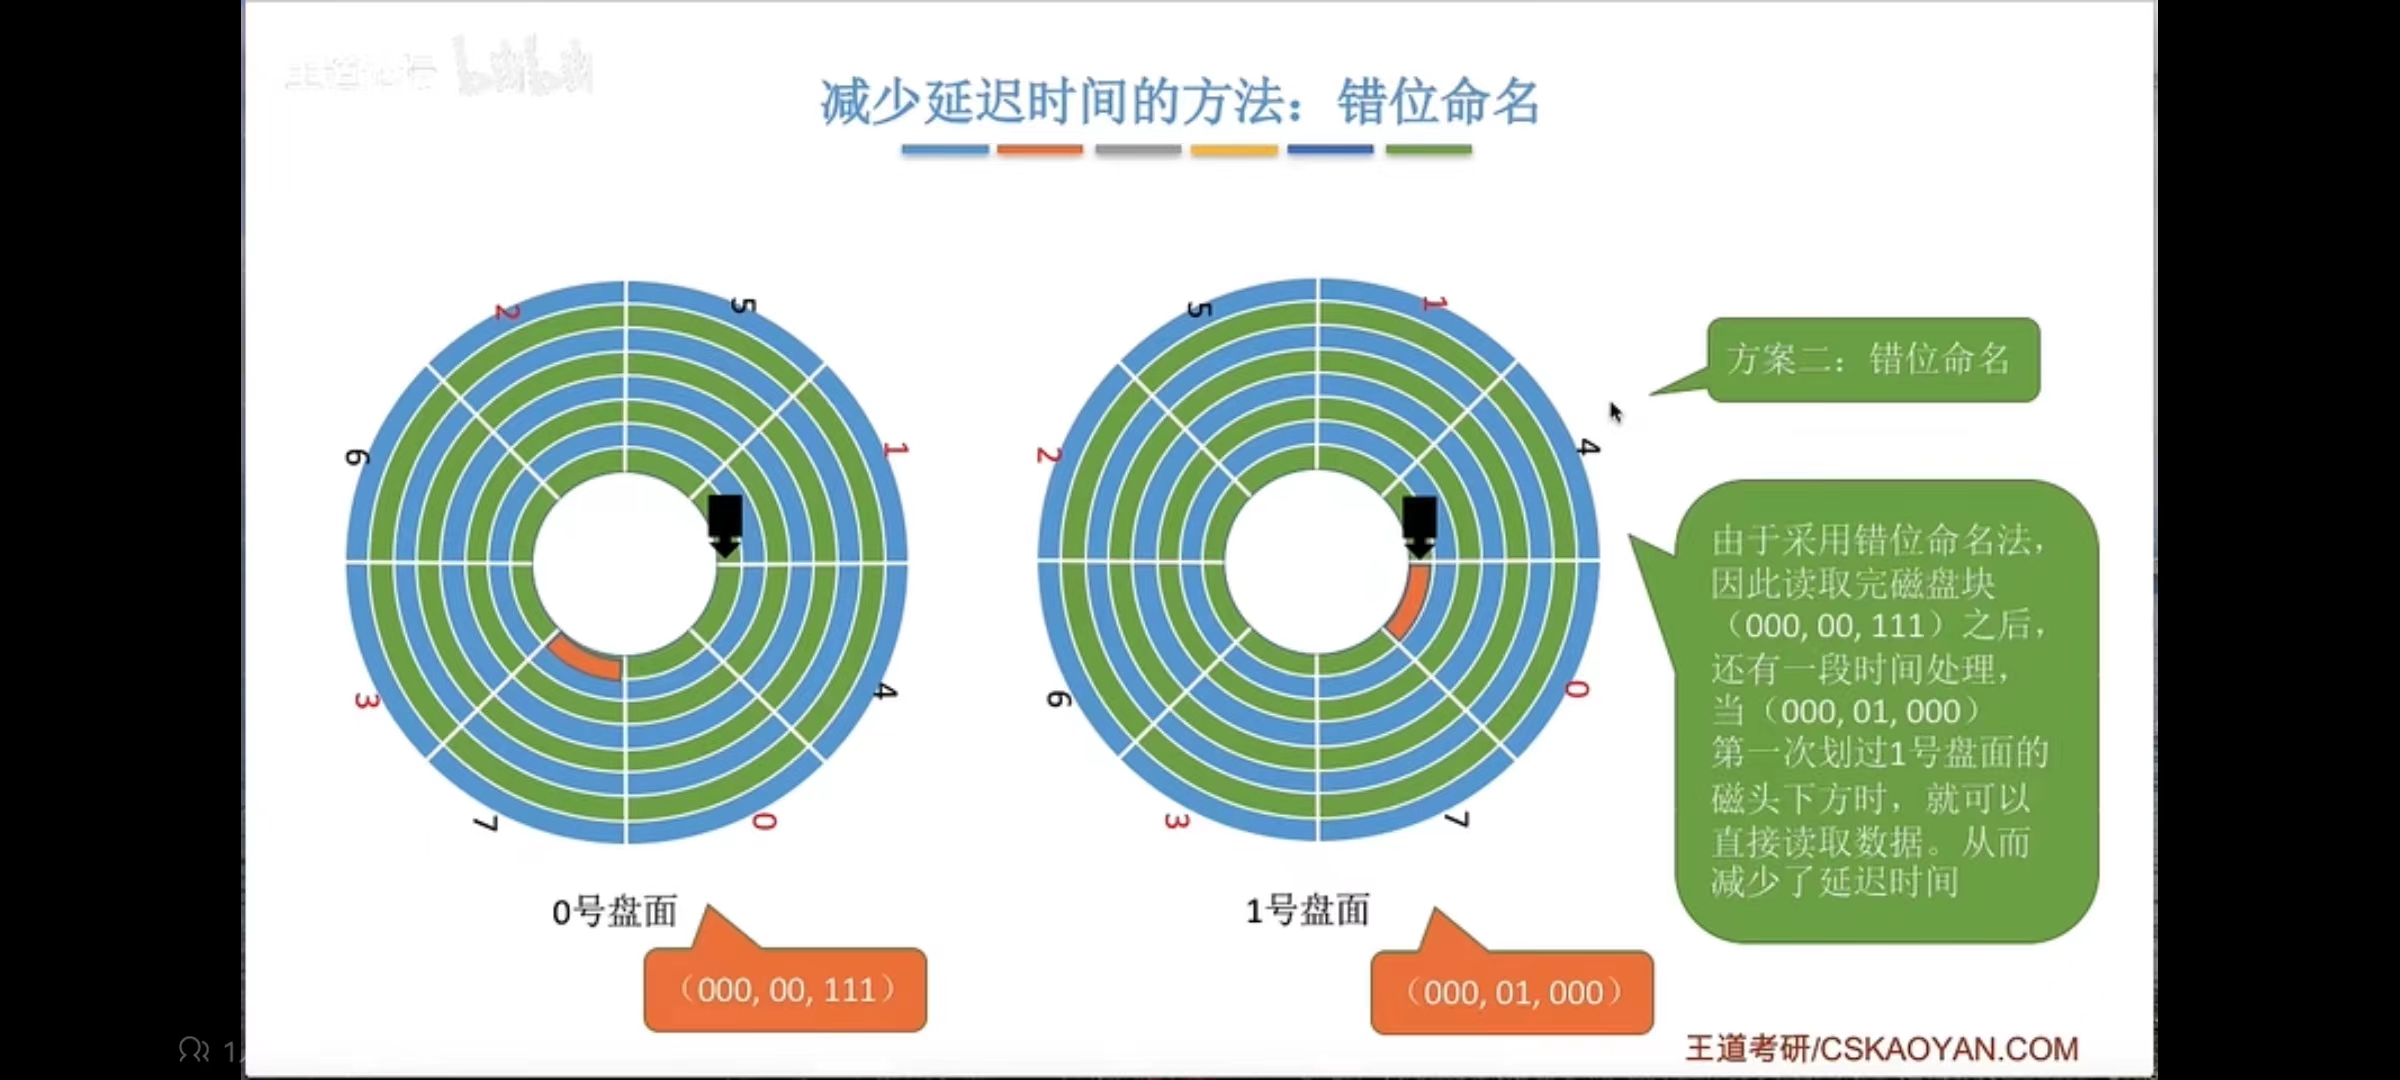 减少延迟时间的方法：错位命名
2
5
6
1
3
4
7
0
0号盘面
（000, 00, 111）
5
1
2
4
6
0
3
7
1号盘面
（000, 01, 000）
方案二：错位命名
由于采用错位命名法，
因此读取完磁盘块
（000, 00, 111）之后，
还有一段时间处理，
当（000, 01, 000）
第一次划过1号盘面的
磁头下方时，就可以
直接读取数据。从而
减少了延迟时间
王道考研/CSKAOYAN.COM
bilibili